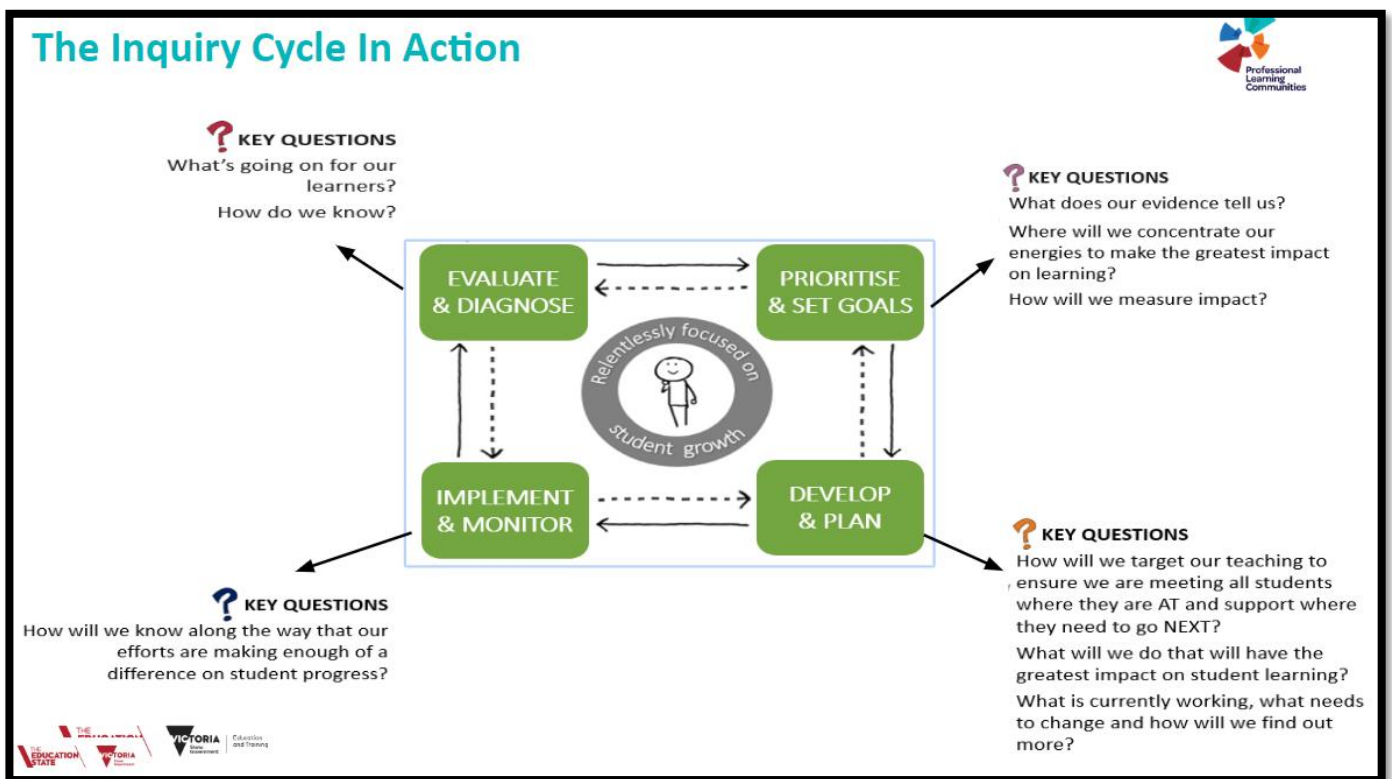 The Inquiry Cycle In Action
Professional
Learning
Communities
? KEY QUESTIONS
What's going on for our
learners?
How do we know?
? KEY QUESTIONS
What does our evidence tell us?
Where will we concentrate our
energies to make the greatest impact
on learning?
How will we measure impact?
EVALUATE
& DIAGNOSE
PRIORITISE
& SET GOALS
Relentlessly focused on
student growth
IMPLEMENT
& MONITOR
DEVELOP
& PLAN
? KEY QUESTIONS
How will we know along the way that our
efforts are making enough of a
difference on student progress?
? KEY QUESTIONS
How will we target our teaching to
ensure we are meeting all students
where they are AT and support where
they need to go NEXT?
What will we do that will have the
greatest impact on student learning?
What is currently working, what needs
to change and how will we find out
more?
THE
THE
EDUCATION
STATE
VICTORIA
State
Government
VICTORIA
State
Government
Education
and Training